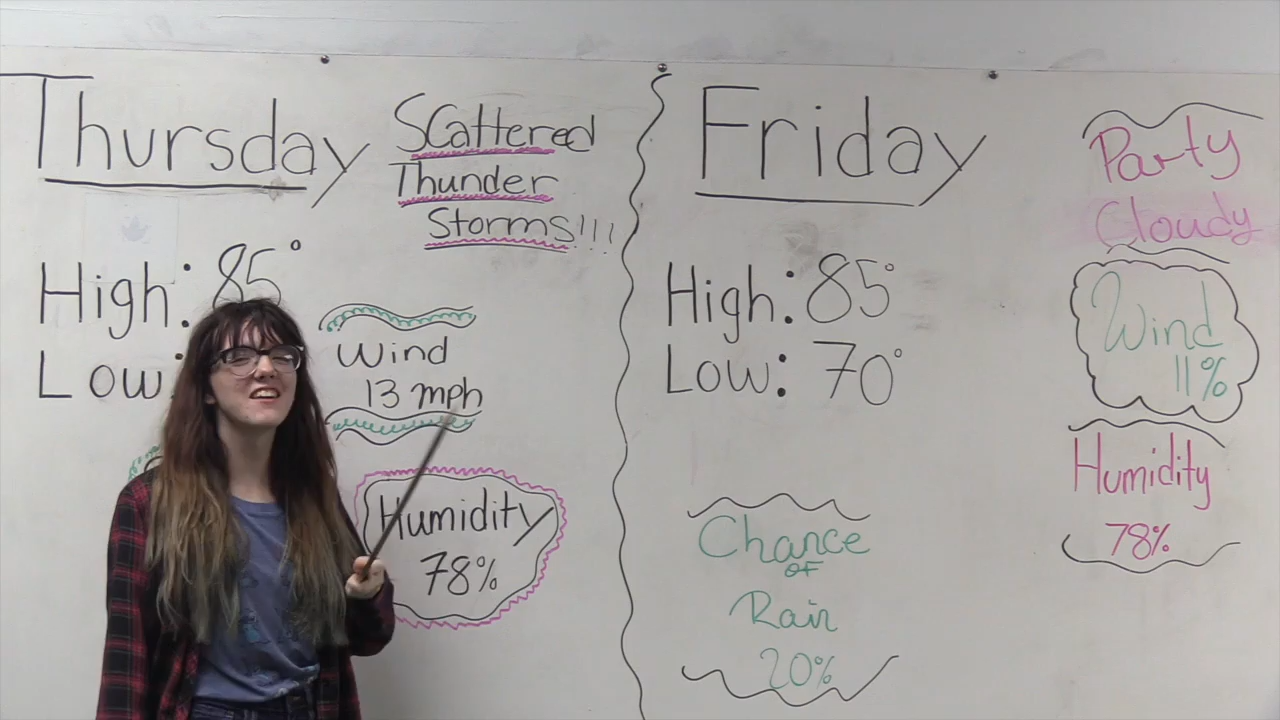 Thursday
Scattered
Thunder
Storms!!!
High: 85°
Low:
Wind
13 mph
Humidity
78%
Friday
High: 85°
Low: 70°
Chance
of
Rain
20%
Party
Cloudy
Wind
11%
Humidity
78%